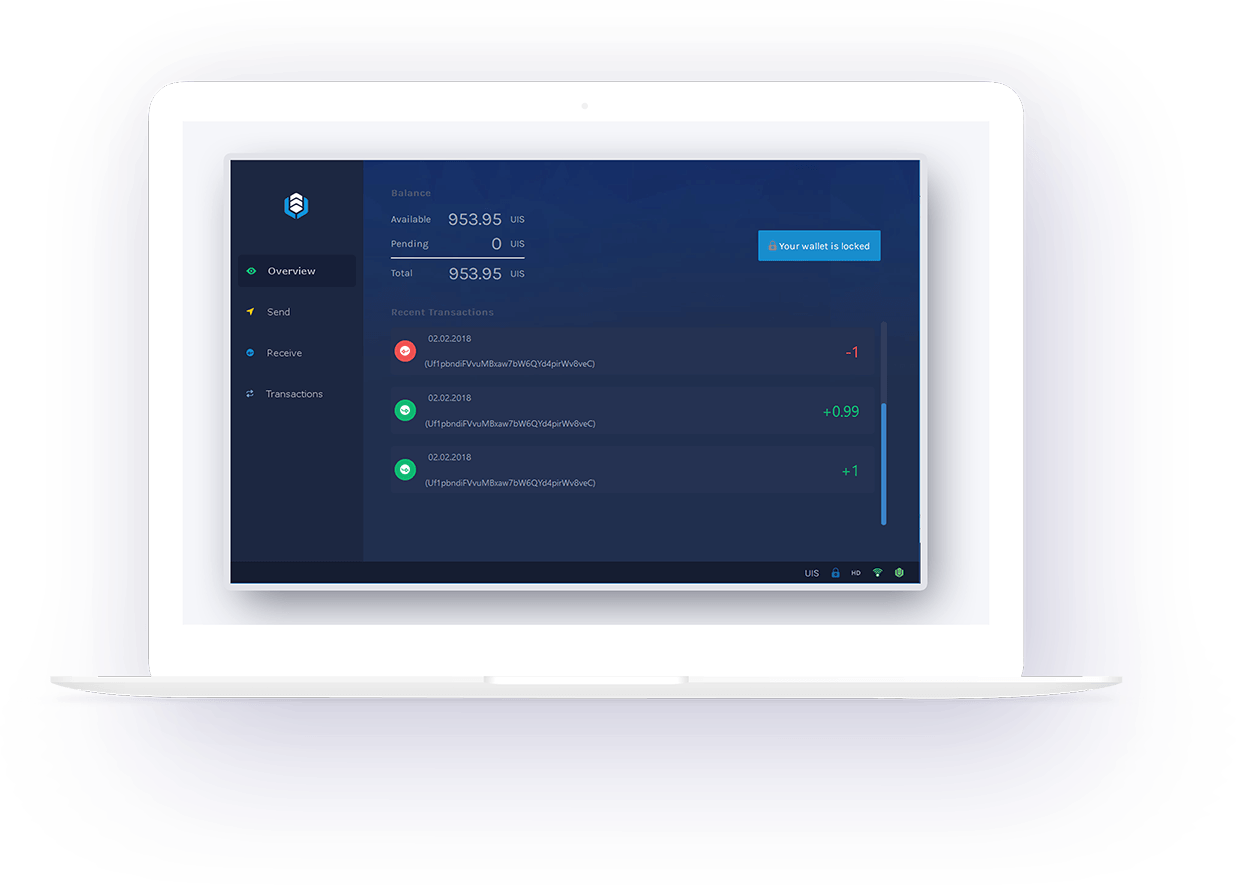 Balance
Available 953.95 UIS
Pending 0 UIS
Total 953.95 UIS
Your wallet is locked
Overview
Send
Receive
Transactions
Recent Transactions
02.02.2018
(Uf1pbndiFVvuMBxaw7bW6QYd4pirWv8veC)
-1
02.02.2018
(Uf1pbndiFVvuMBxaw7bW6QYd4pirWv8veC)
+0.99
02.02.2018
(Uf1pbndiFVvuMBxaw7bW6QYd4pirWv8veC)
+1
UIS HD